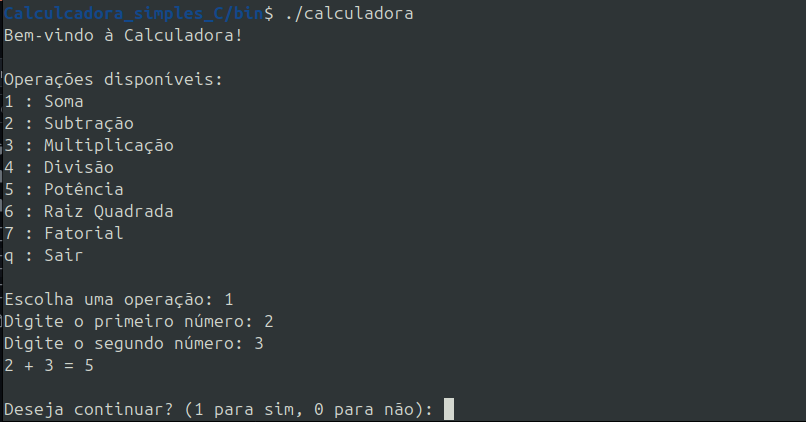 Calculcadora_simples_C/bin$ ./calculadora
Bem-vindo à Calculadora!
Operações disponíveis:
1 : Soma
2 : Subtração
3 : Multiplicação
4 : Divisão
5 : Potência
6 : Raiz Quadrada
7 : Fatorial
q : Sair
Escolha uma operação: 1
Digite o primeiro número: 2
Digite o segundo número: 3
2 + 3 = 5
Deseja continuar? (1 para sim, 0 para não):